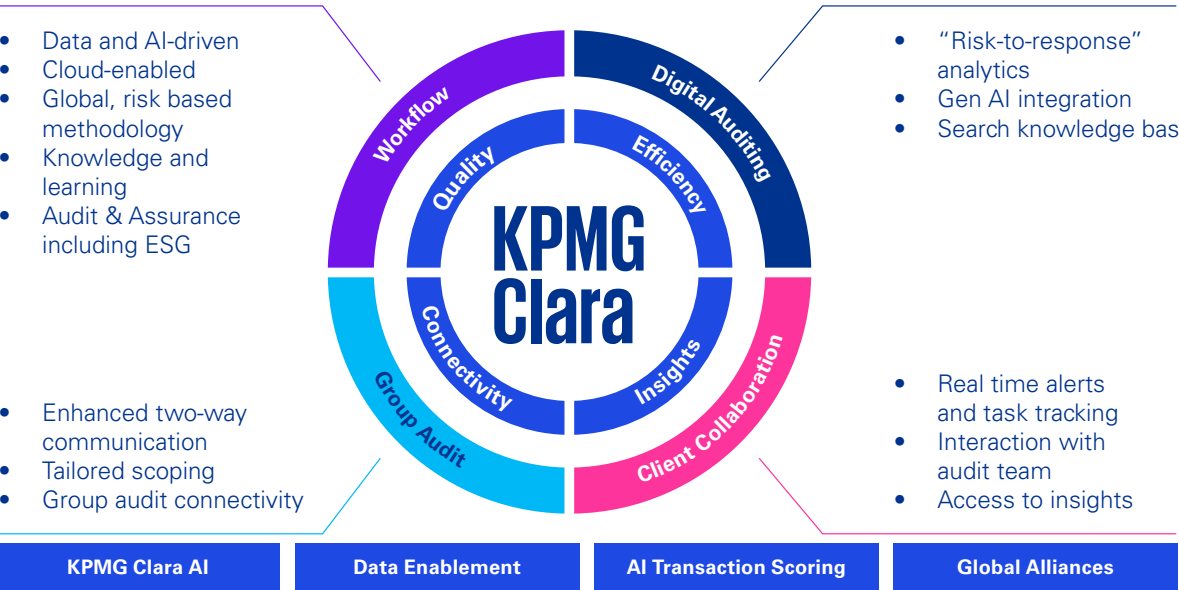 • Data and AI-driven
• Cloud-enabled
• Global, risk based
methodology
• Knowledge and
learning
• Audit & Assurance
including ESG
• “Risk-to-response”
analytics
• Gen AI integration
• Search knowledge bas
Workflow
Digital Auditing
Quality
Efficiency
KPMG
Clara
Connectivity
Insights
Group Audit
Client Collaboration
• Enhanced two-way
communication
• Tailored scoping
• Group audit connectivity
• Real time alerts
and task tracking
• Interaction with
audit team
• Access to insights
KPMG Clara AI
Data Enablement
AI Transaction Scoring
Global Alliances